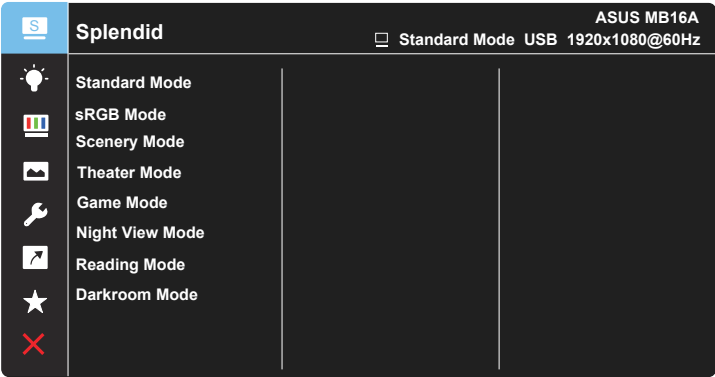 S
Splendid
ASUS MB16A
Standard Mode USB 1920x1080@60Hz
Standard Mode
sRGB Mode
Scenery Mode
Theater Mode
Game Mode
Night View Mode
Reading Mode
Darkroom Mode